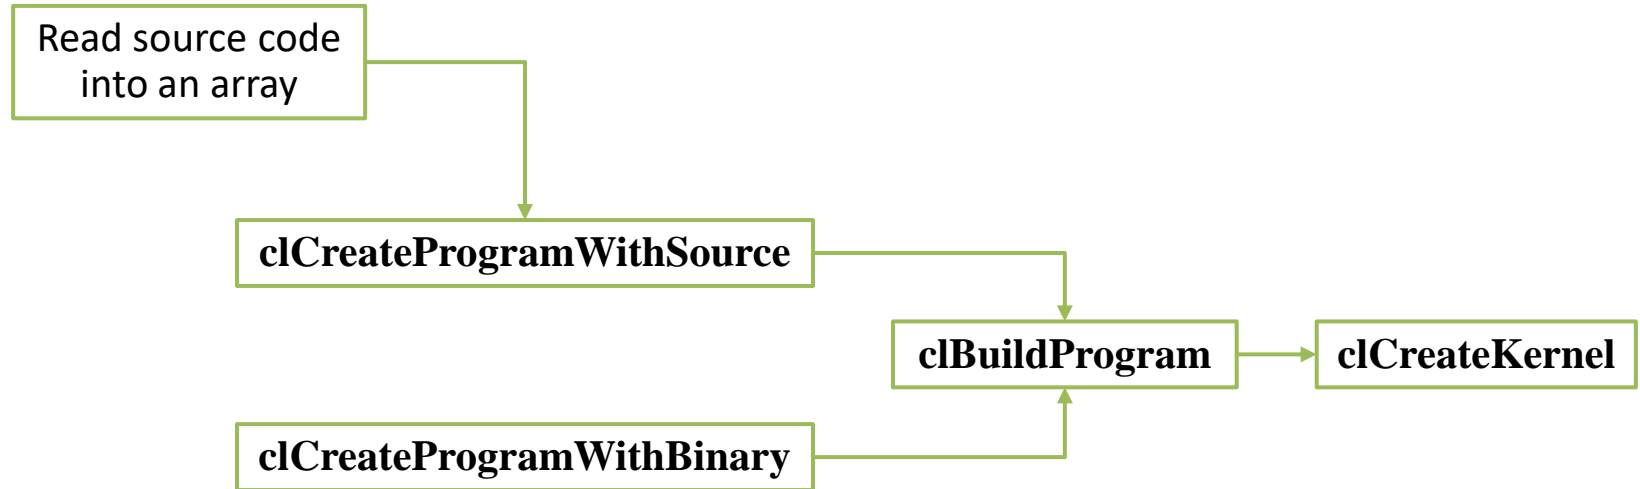 Read source code
into an array
clCreateProgramWithSource
clBuildProgram
clCreateKernel
clCreateProgramWithBinary